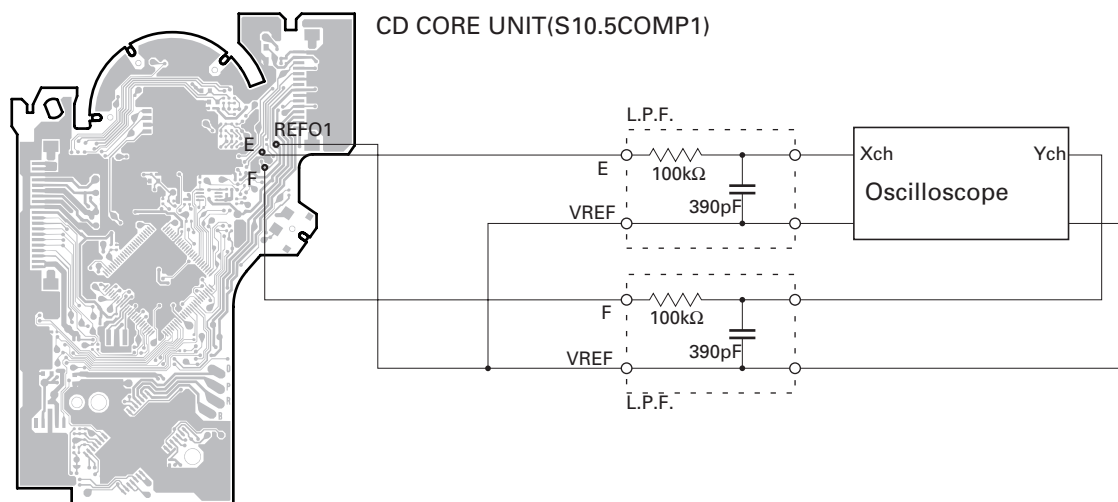 CD CORE UNIT(S10.5COMP1)
REFO1
E
F
L.P.F.
E
100kΩ
390pF
VREF
Xch
Ych
Oscilloscope
F
100kΩ
390pF
VREF
L.P.F.
D
P
R
B